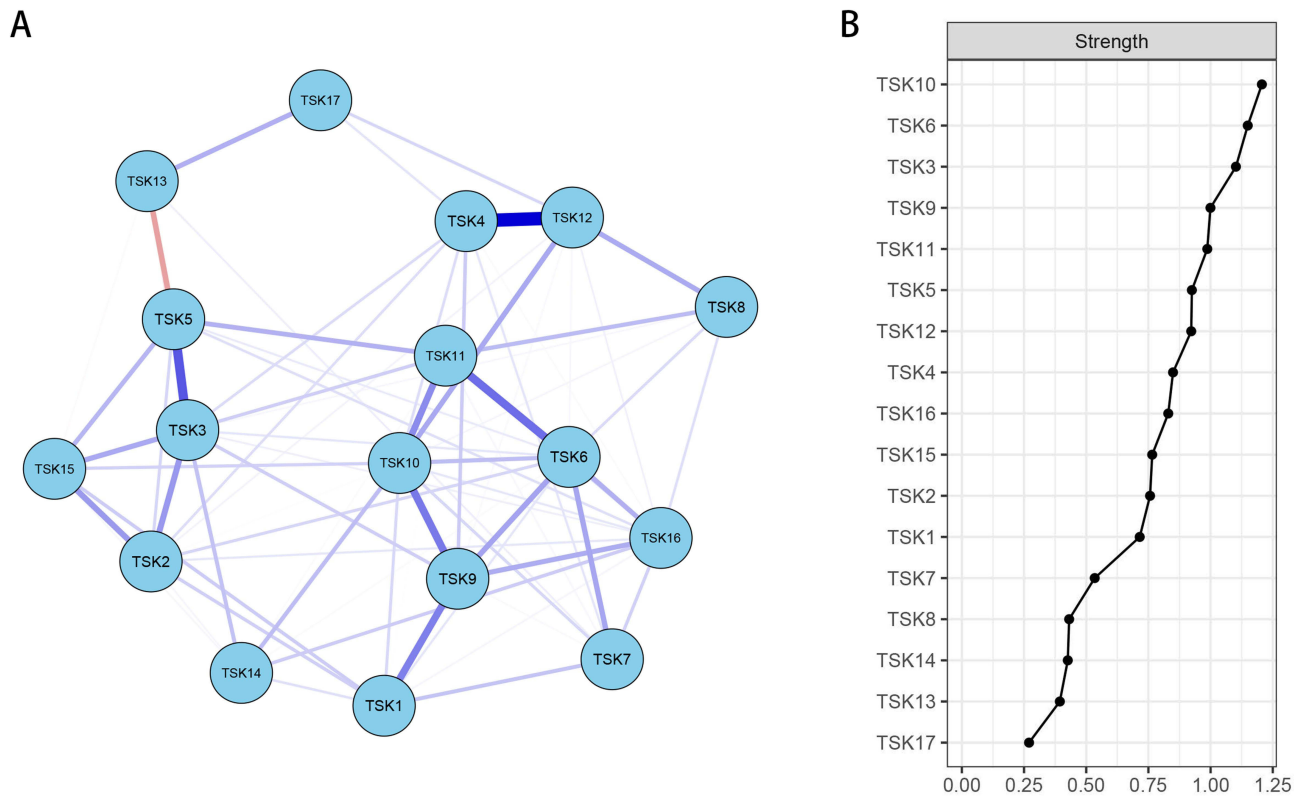 A
TSK17
TSK13
TSK4
TSK12
TSK8
TSK5
TSK11
TSK3
TSK15
TSK10
TSK6
TSK16
TSK2
TSK9
TSK7
TSK14
TSK1
B
Strength
TSK10
TSK6
TSK3
TSK9
TSK11
TSK5
TSK12
TSK4
TSK16
TSK15
TSK2
TSK1
TSK7
TSK8
TSK14
TSK13
TSK17
0.00 0.25 0.50 0.75 1.00 1.25